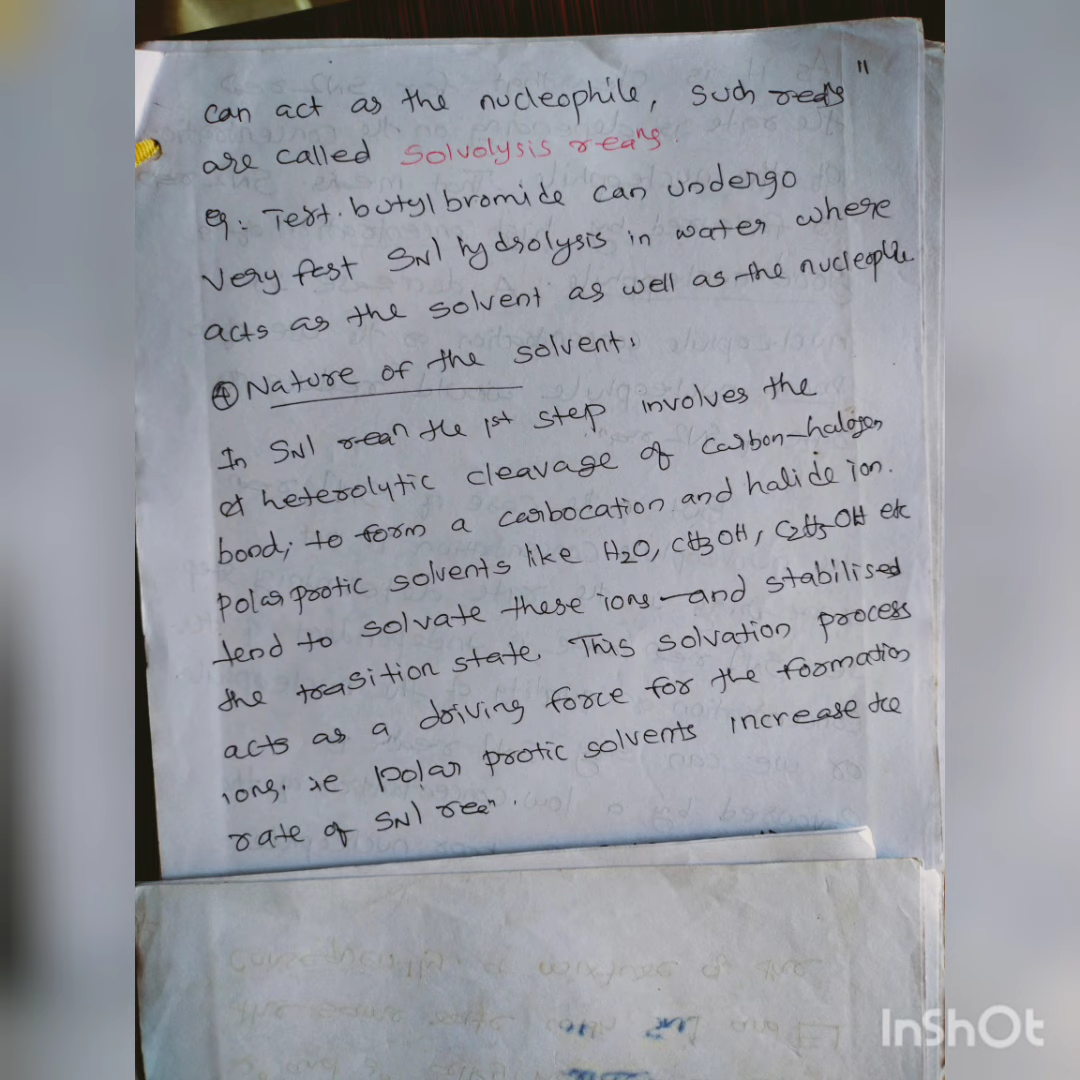 11
can act as the nucleophile, such reans
are called Solvolysis reans.
eg:- Tert. butyl bromide can undergo
Very fast SN1 hydrolysis in water where
acts as the solvent as well as the nucleophile
④ Nature of the solvent.
In SN1 rean the 1st step involves the
heterolytic cleavage of carbon-halogen
bond, to form a carbocation and halide ion.
polar protic solvents like H2O, CH3OH, C2H5OH etc
tend to solvate these ions and stabilised
the trasition state. This solvation process
acts as a driving force for the formation
ions. ie Polar protic solvents increase the
rate of SN1 rean.
InShOt